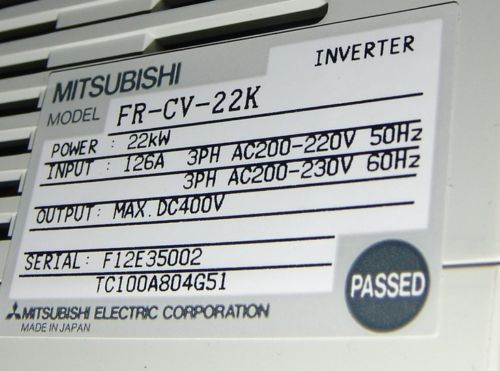 INVERTER
MITSUBISHI
MODEL FR-CV-22K
POWER : 22kW
INPUT : 126A 3PH AC200-220V 50Hz
3PH AC200-230V 60Hz
OUTPUT: MAX.DC400V
SERIAL: F12E35002
TC100A804G51
PASSED
MITSUBISHI ELECTRIC CORPORATION
MADE IN JAPAN